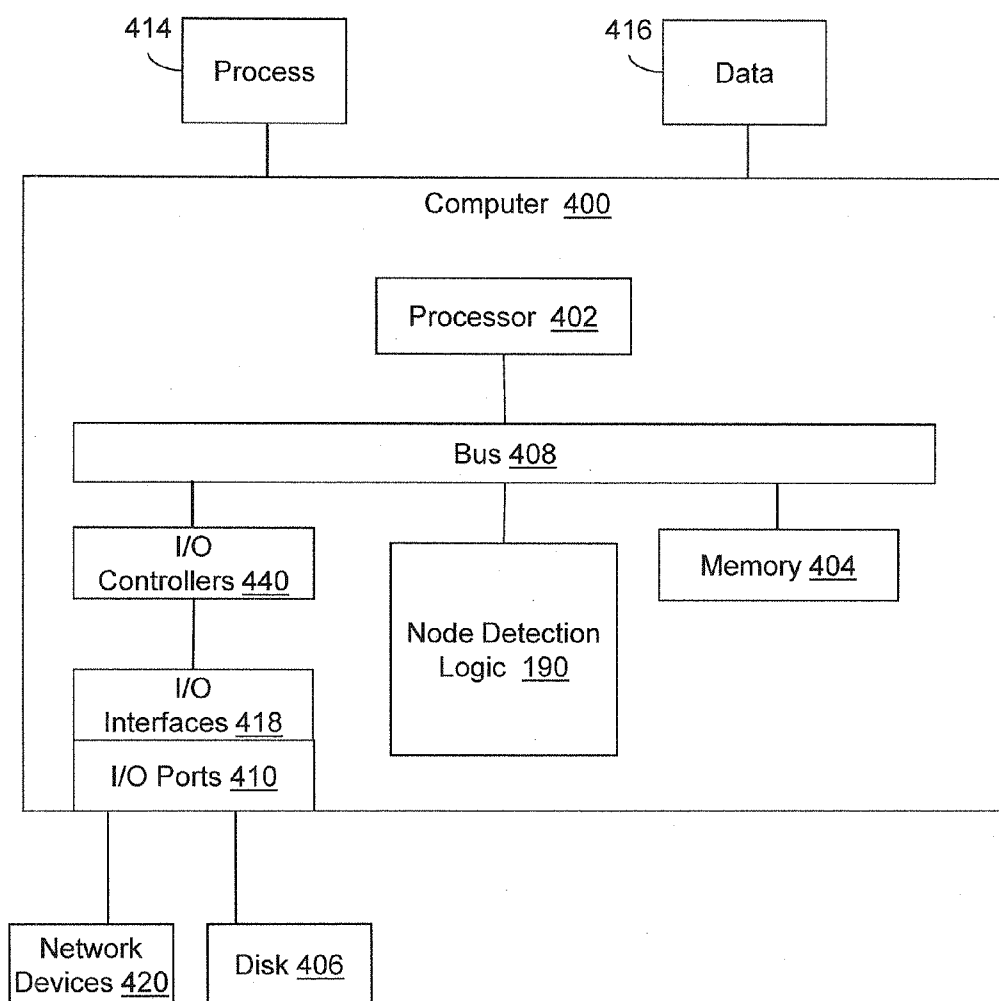 414
Process
416
Data
Computer 400
Processor 402
Bus 408
I/O
Controllers 440
Node Detection
Logic 190
Memory 404
I/O
Interfaces 418
I/O Ports 410
Network
Devices 420
Disk 406